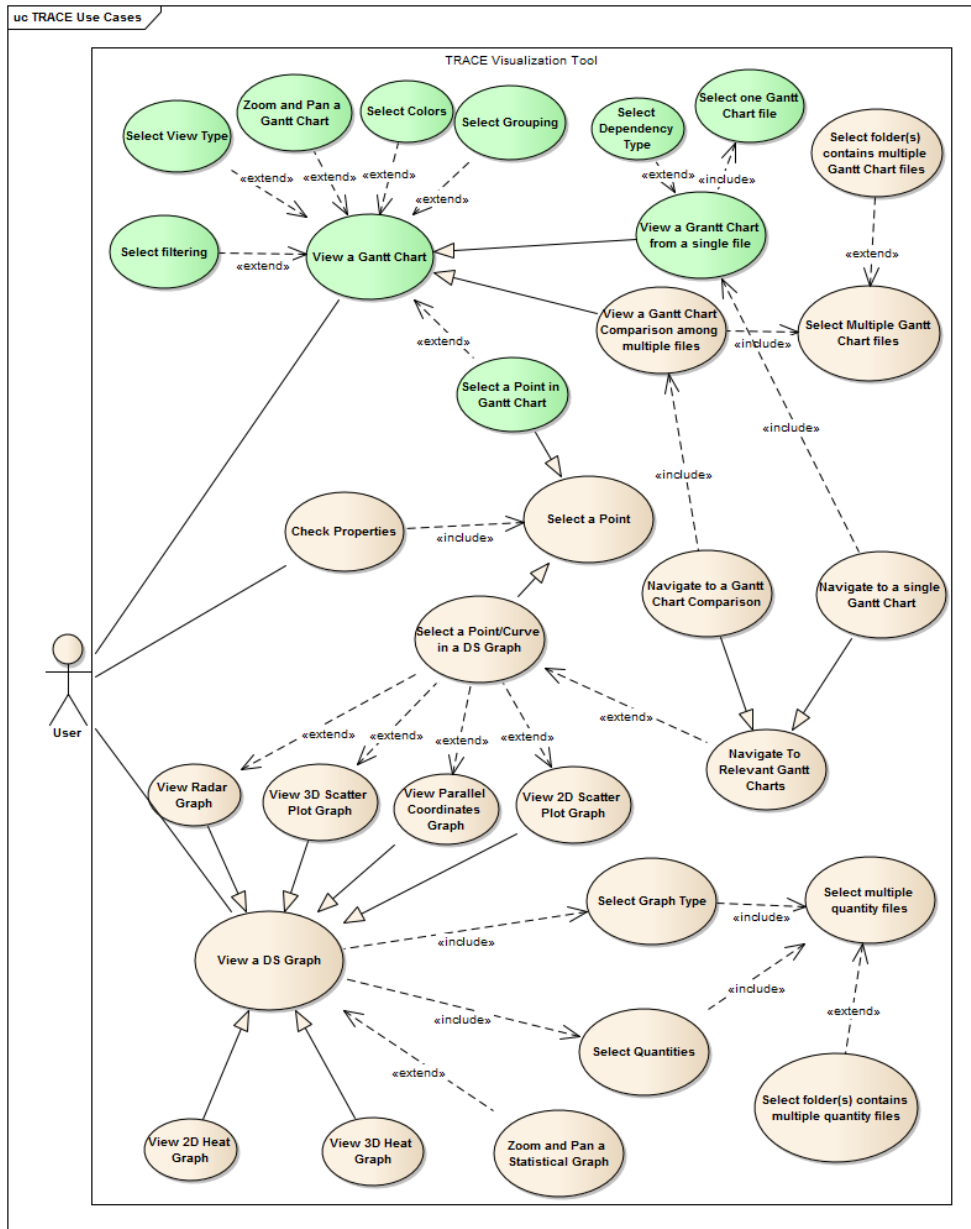 uc TRACE Use Cases
TRACE Visualization Tool
Select View Type
Zoom and Pan a
Gantt Chart
Select Colors
Select Grouping
Select
Dependency
Type
Select one Gantt
Chart file
Select folder(s)
contains multiple
Gantt Chart files
«extend»
«extend»
«extend»
«extend»
«extend»
«include»
Select filtering
«extend»
View a Gantt Chart
View a Grantt Chart
from a single file
«extend»
View a Gantt Chart
Comparison among
multiple files
«include»
Select Multiple Gantt
Chart files
«extend»
Select a Point in
Gantt Chart
«include»
«include»
Check Properties
«include»
Select a Point
Navigate to a Gantt
Chart Comparison
Navigate to a single
Gantt Chart
Select a Point/Curve
in a DS Graph
User
«extend»
«extend»
«extend»
«extend»
«extend»
Navigate To
Relevant Gantt
Charts
View Radar
Graph
View 3D Scatter
Plot Graph
View Parallel
Coordinates
Graph
View 2D Scatter
Plot Graph
Select Graph Type
«include»
Select multiple
quantity files
View a DS Graph
«include»
«include»
«include»
«extend»
Select Quantities
«extend»
Select folder(s) contains
multiple quantity files
View 2D Heat
Graph
View 3D Heat
Graph
Zoom and Pan a
Statistical Graph